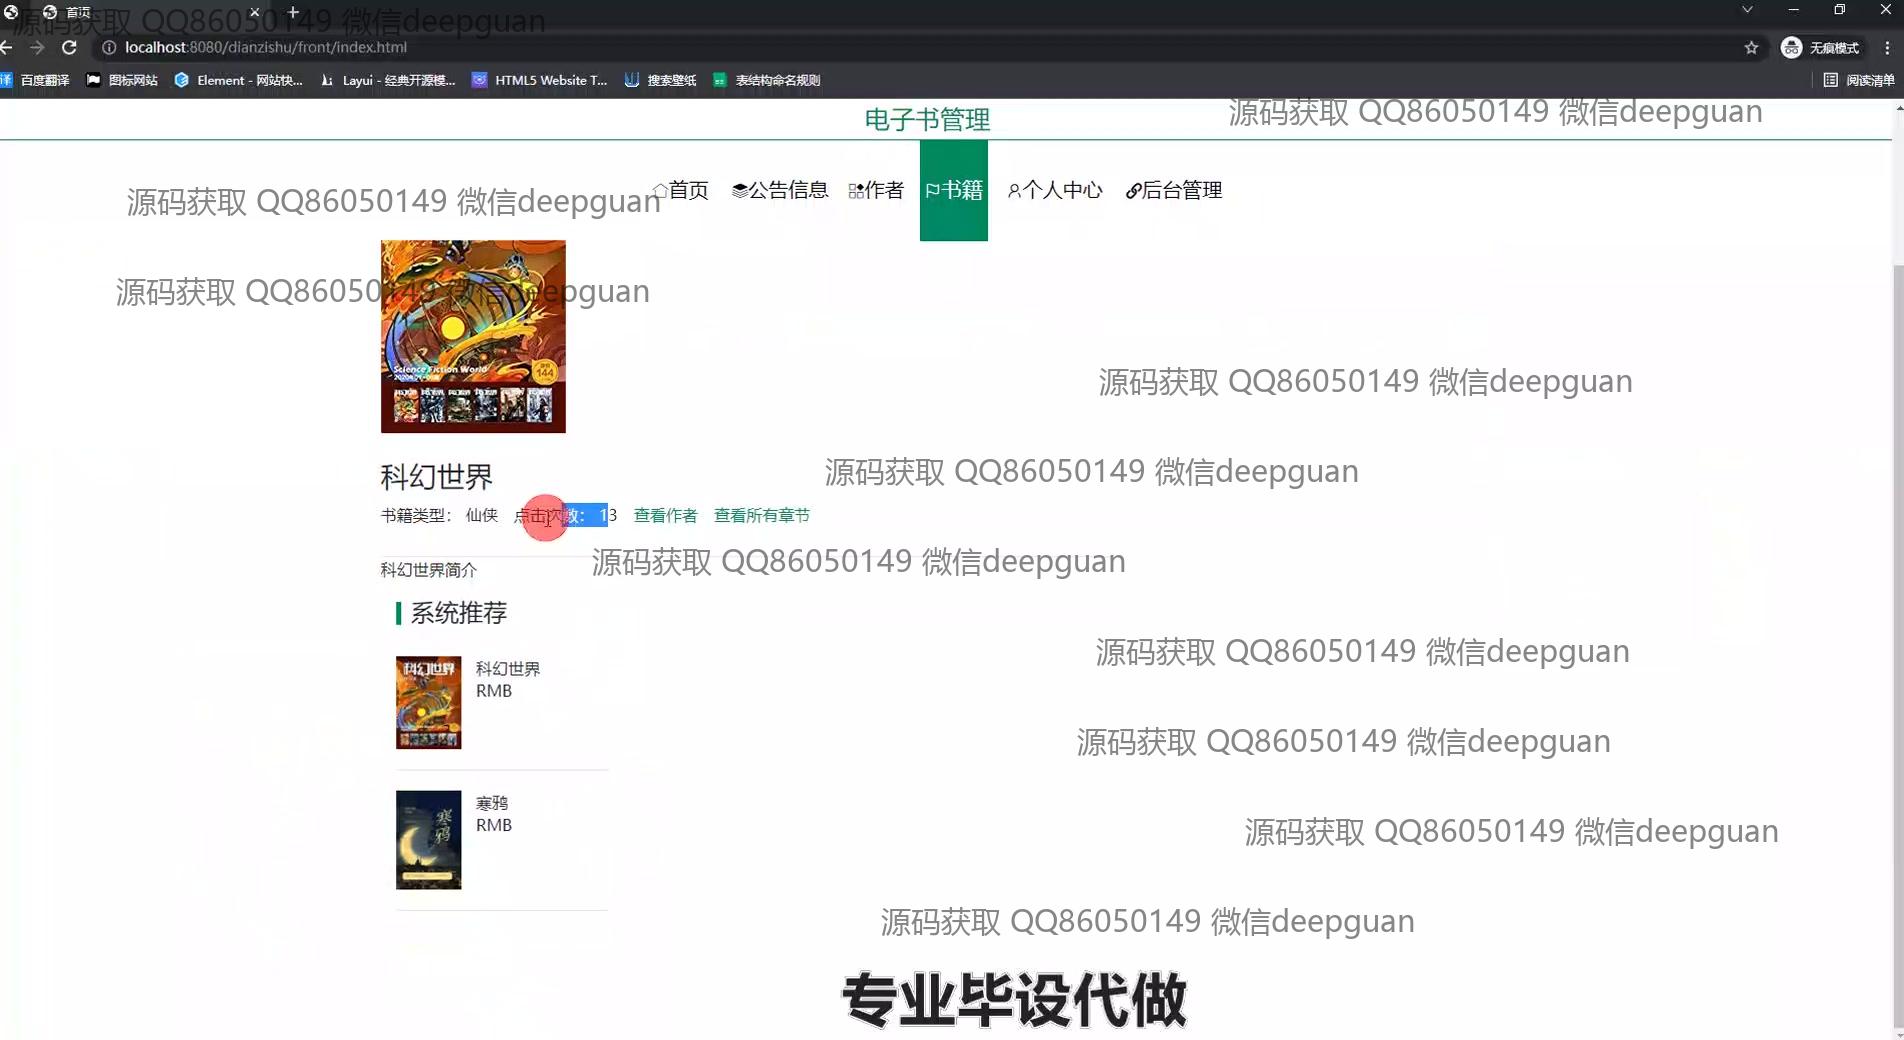 首页
源码获取 QQ86050149 微信deepguan
localhost:8080/dianzishu/front/index.html
无痕模式
译 百度翻译
图标网站
Element - 网站快...
Layui - 经典开源模...
HTML5 Website T...
搜索壁纸
表结构命名规则
阅读清单
电子书管理
源码获取 QQ86050149 微信deepguan
首页 公告信息 作者 书籍 个人中心 后台管理
源码获取 QQ86050149 微信deepguan
源码获取 QQ86050149 微信deepguan
Science Fiction World
144
源码获取 QQ86050149 微信deepguan
科幻世界
源码获取 QQ86050149 微信deepguan
书籍类型： 仙侠 点击次数： 13 查看作者 查看所有章节
源码获取 QQ86050149 微信deepguan
科幻世界简介
系统推荐
源码获取 QQ86050149 微信deepguan
科幻世界
科幻世界
RMB
源码获取 QQ86050149 微信deepguan
寒鸦
寒鸦
RMB
源码获取 QQ86050149 微信deepguan
源码获取 QQ86050149 微信deepguan
专业毕设代做